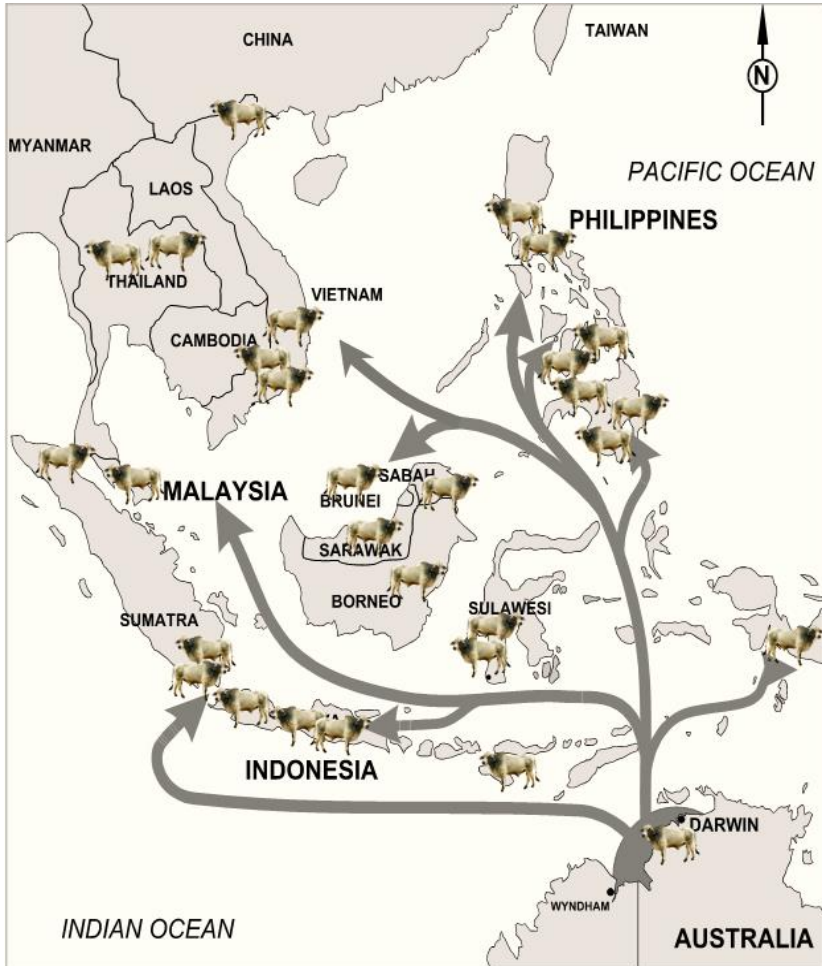 CHINA
TAIWAN
N
MYANMAR
LAOS
PACIFIC OCEAN
PHILIPPINES
THAILAND
VIETNAM
CAMBODIA
MALAYSIA
SABAH
BRUNEI
SARAWAK
BORNEO
SULAWESI
SUMATRA
INDONESIA
DARWIN
WYNDHAM
INDIAN OCEAN
AUSTRALIA